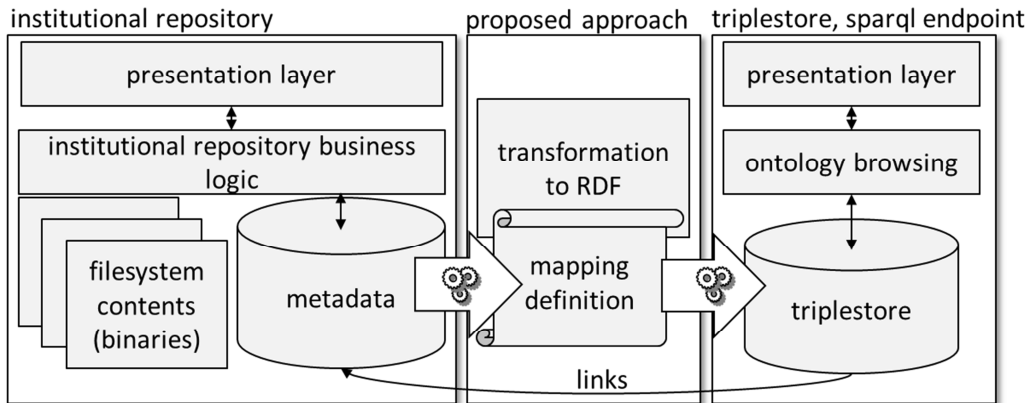 institutional repository
presentation layer
institutional repository business
logic
filesystem
contents
(binaries)
metadata
proposed approach
transformation
to RDF
mapping
definition
triplestore, sparql endpoint
presentation layer
ontology browsing
triplestore
links